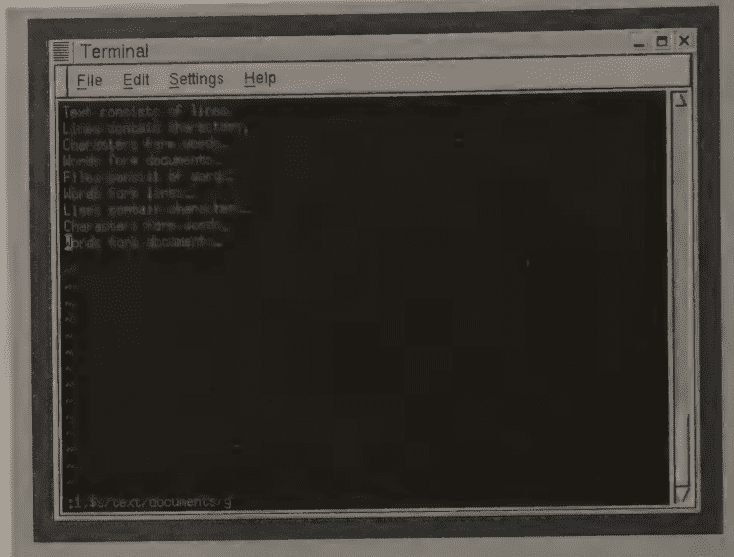 Terminal
File Edit Settings Help
Text consists of lines.
Lines contain characters.
Characters form words.
Words form documents.
Files consist of words.
Words form lines.
Lines contain characters.
Characters form words.
Words form documents.
:1,$s/text/documents/g